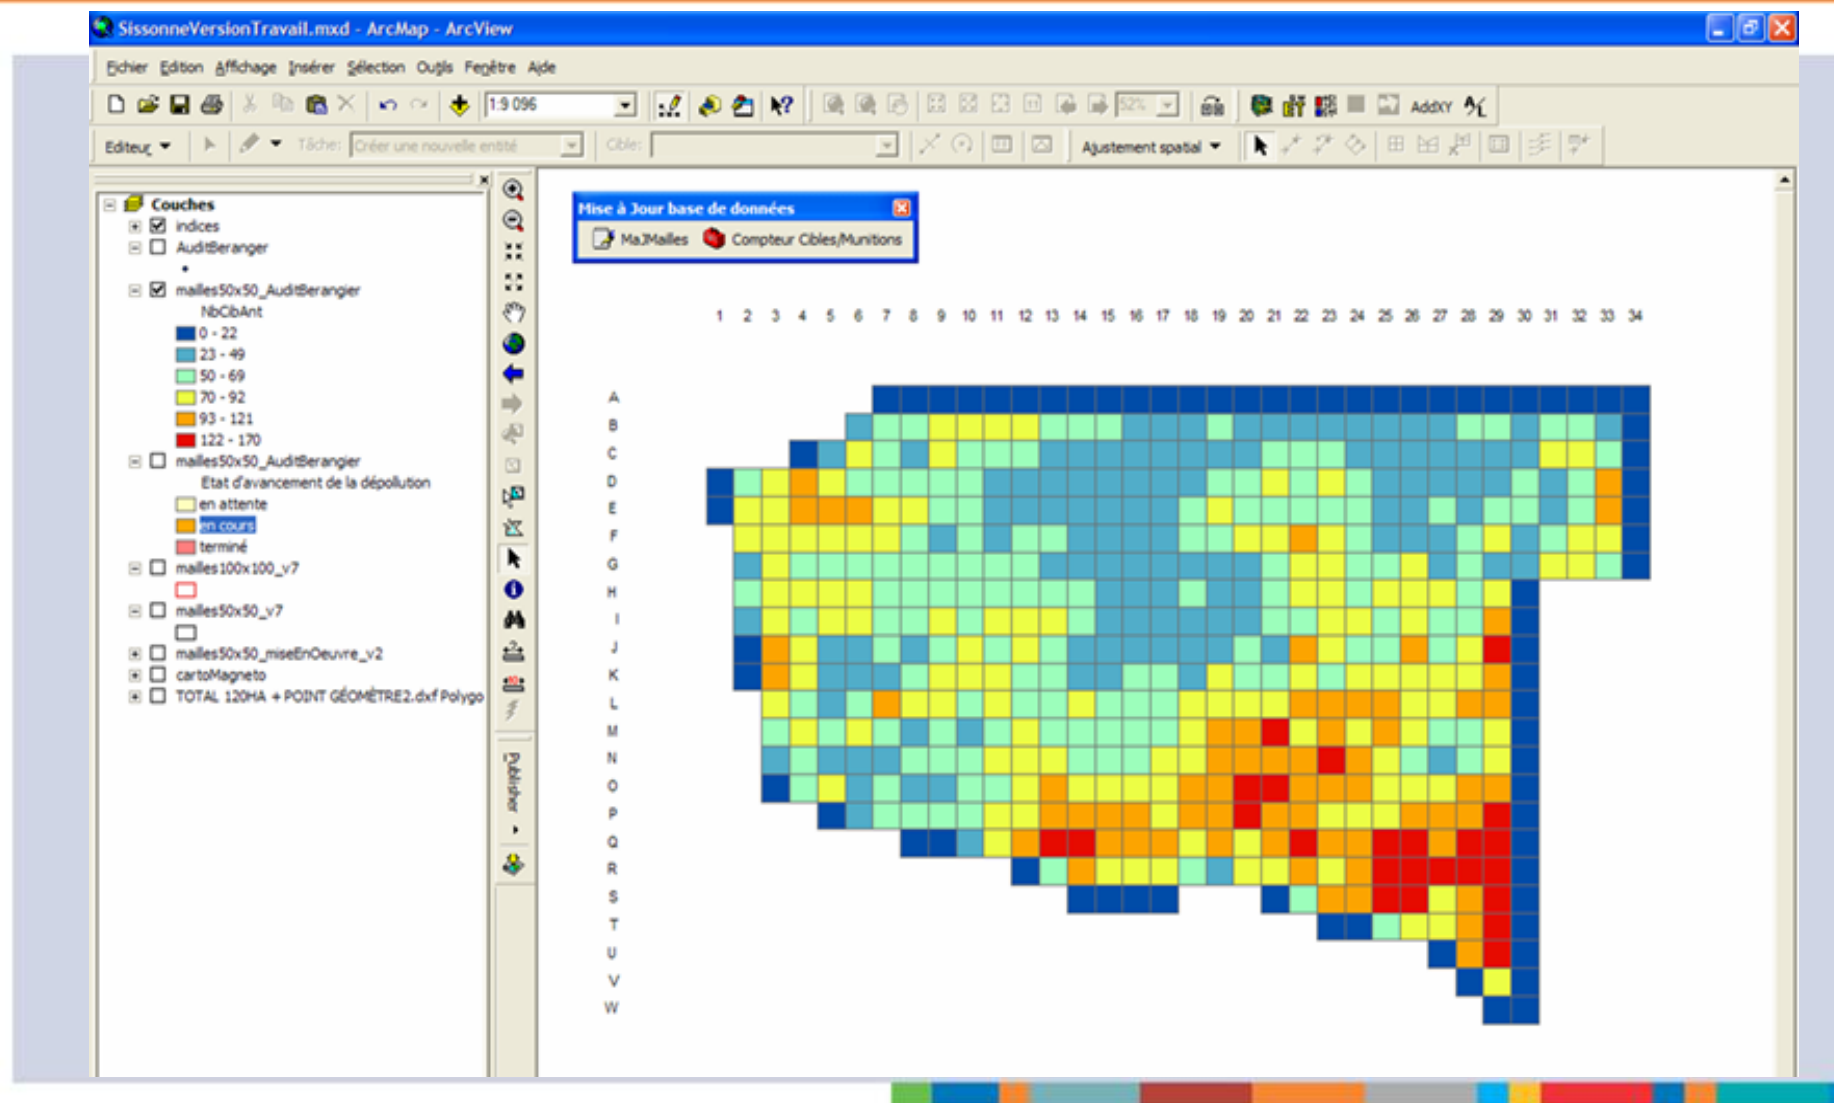 SissonneVersionTravail.mxd - ArcMap - ArcView
Fichier Edition Affichage Insérer Sélection Outils Fenêtre Aide
1:9 096
52%
AddXY
Editeur
Tâche: Créer une nouvelle entité
Cible:
Ajustement spatial
Couches
indices
AuditBeranger
mailles50x50_AuditBerangier
NbCibAnt
0 - 22
23 - 49
50 - 69
70 - 92
93 - 121
122 - 170
mailles50x50_AuditBerangier
Etat d'avancement de la dépollution
en attente
en cours
terminé
mailles100x100_v7
mailles50x50_v7
mailles50x50_miseEnOeuvre_v2
cartoMagneto
TOTAL 120HA + POINT GÉOMÈTRE2.dxf Polygo
Publisher
Mise à Jour base de données
MaJMailles Compteur Cibles/Munitions
1 2 3 4 5 6 7 8 9 10 11 12 13 14 15 16 17 18 19 20 21 22 23 24 25 26 27 28 29 30 31 32 33 34
A
B
C
D
E
F
G
H
I
J
K
L
M
N
O
P
Q
R
S
T
U
V
W